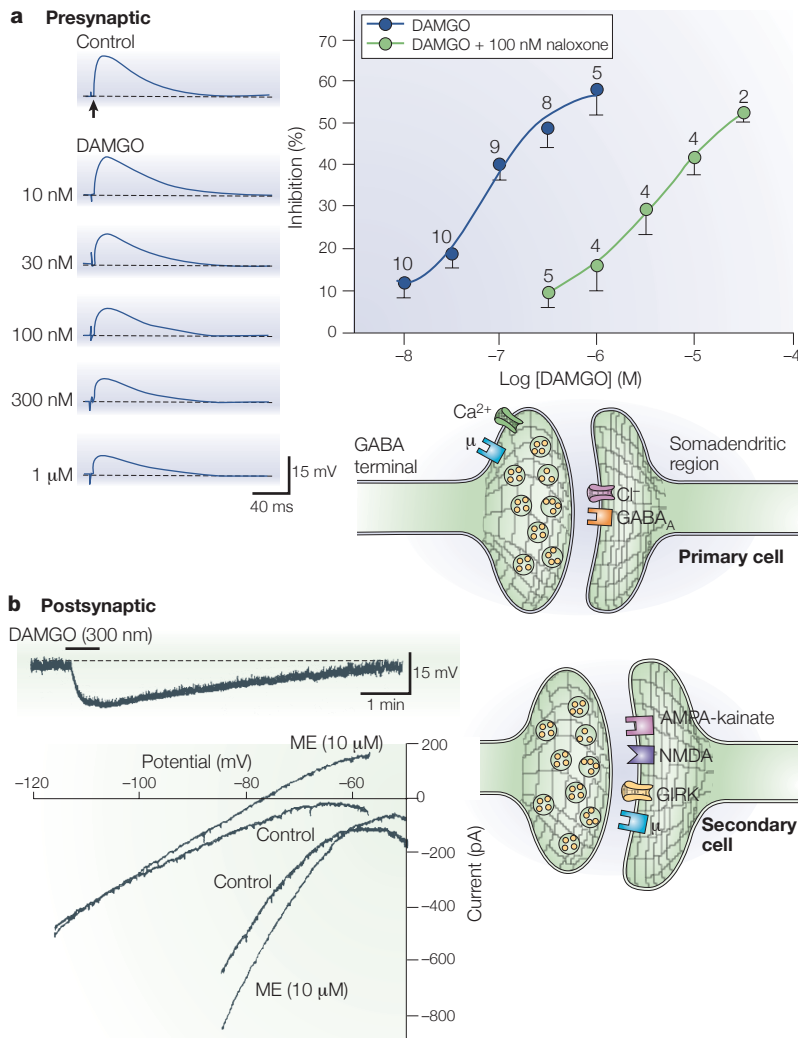 a Presynaptic
Control
DAMGO
10 nM
30 nM
100 nM
300 nM
1 µM
15 mV
40 ms
DAMGO
DAMGO + 100 nM naloxone
Inhibition (%)
70
60
50
40
30
20
10
0
10
10
9
8
5
5
4
4
4
2
–8
–7
–6
–5
–4
Log [DAMGO] (M)
Ca2+
µ
GABA
terminal
Somadendritic
region
Cl–
GABAA
Primary cell
b Postsynaptic
DAMGO (300 nm)
15 mV
1 min
ME (10 µM)
200
Potential (mV)
–120
–100
–80
–60
0
Control
Control
–200
–400
–600
–800
Current (pA)
ME (10 µM)
AMPA-kainate
NMDA
GIRK
µ
Secondary
cell